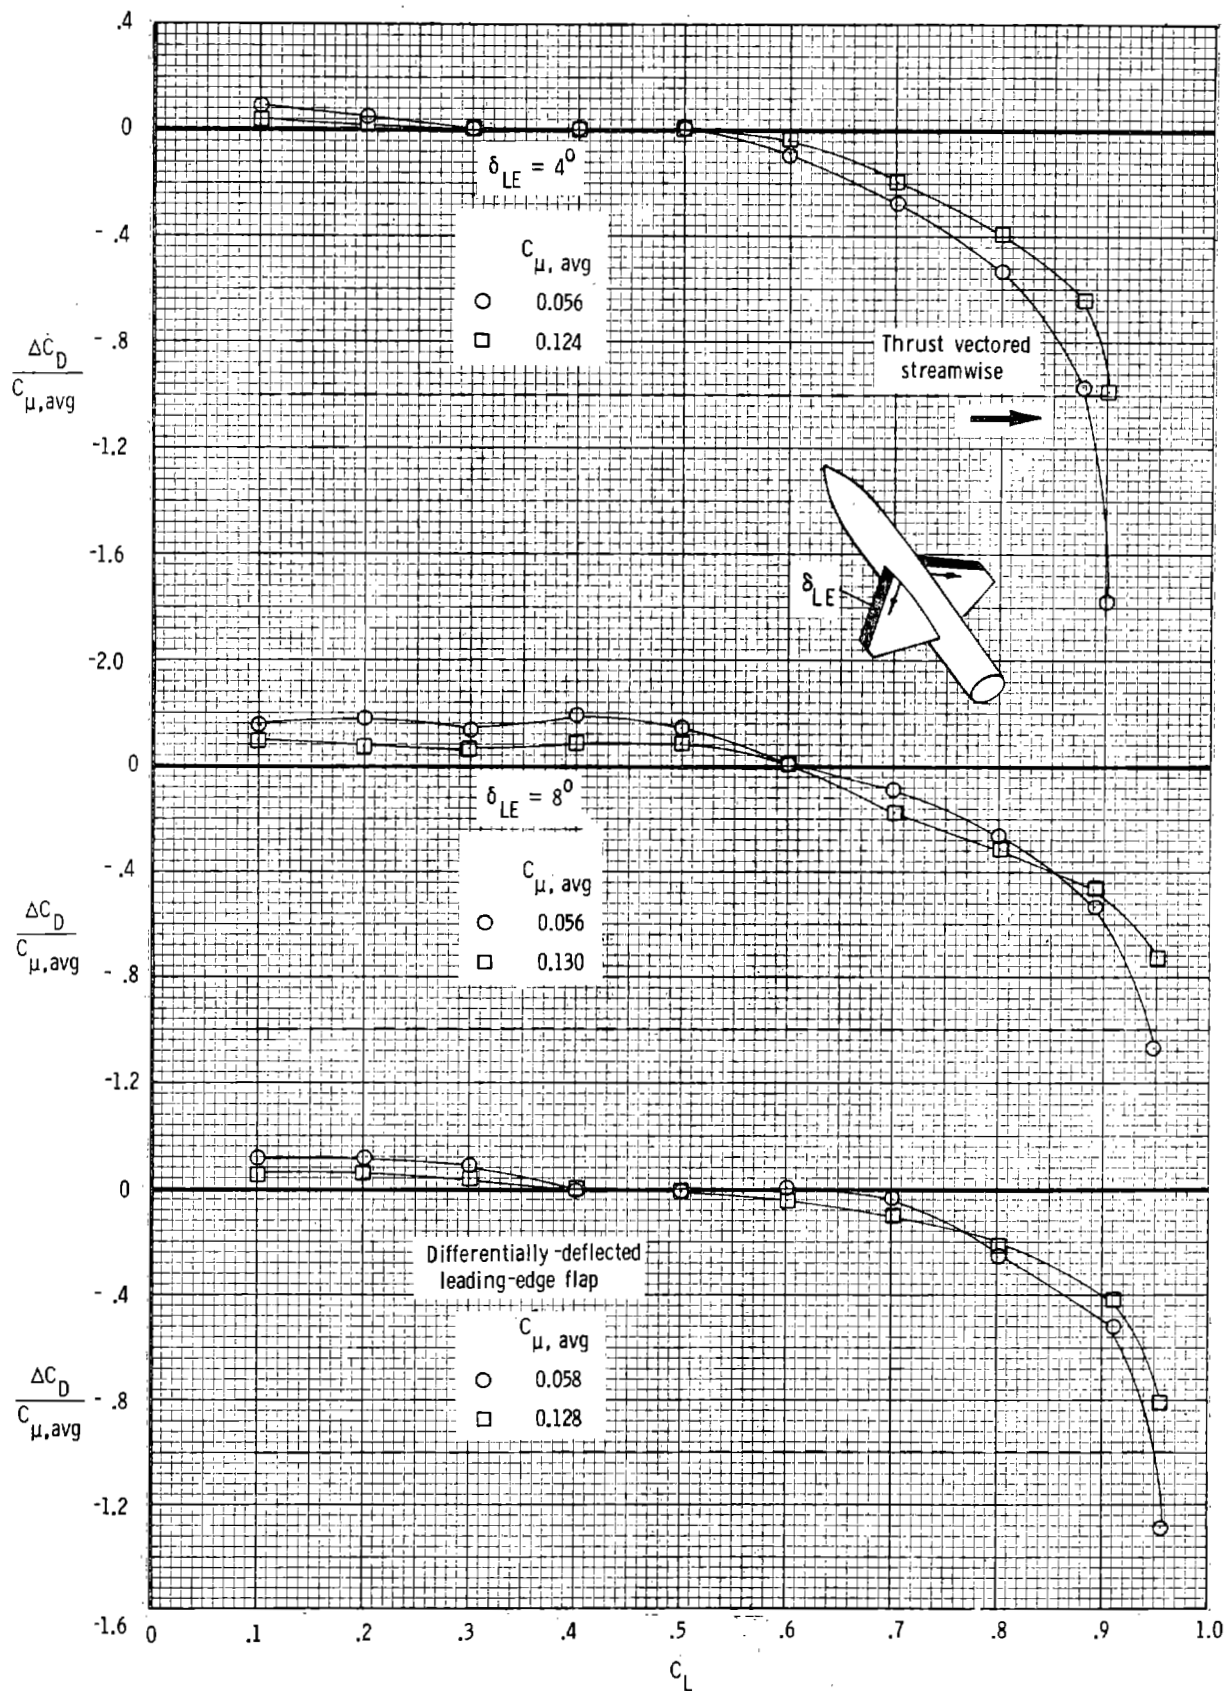 .4
0
δLE = 4°
- .4
Cμ, avg
○ 0.056
□ 0.124
- .8
ΔCD
Cμ,avg
Thrust vectored
streamwise
-1.2
-1.6
δLE
-2.0
0
δLE = 8°
- .4
Cμ, avg
○ 0.056
□ 0.130
ΔCD
Cμ,avg
- .8
-1.2
0
Differentially-deflected
leading-edge flap
- .4
Cμ, avg
○ 0.058
□ 0.128
ΔCD
Cμ,avg
- .8
-1.2
-1.6
0 .1 .2 .3 .4 .5 .6 .7 .8 .9 1.0
CL